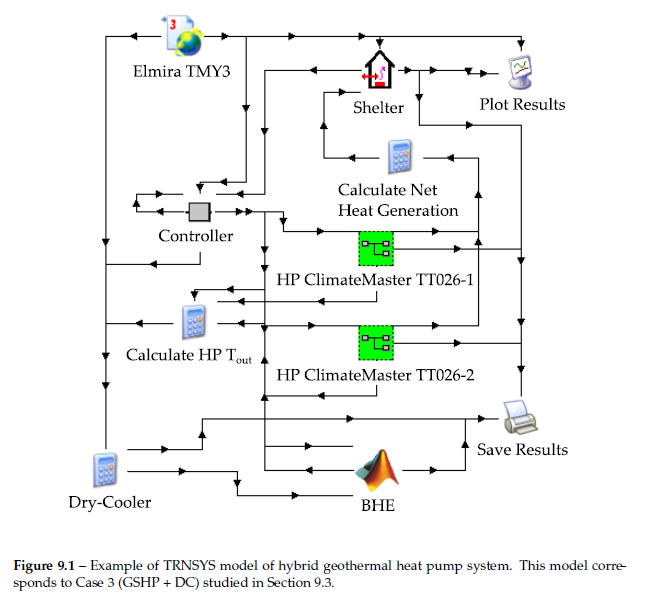 3
Elmira TMY3
Shelter
Plot Results
Calculate Net
Heat Generation
Controller
HP ClimateMaster TT026-1
Calculate HP Tout
HP ClimateMaster TT026-2
Save Results
Dry-Cooler
BHE
Figure 9.1 – Example of TRNSYS model of hybrid geothermal heat pump system. This model corre-
sponds to Case 3 (GSHP + DC) studied in Section 9.3.